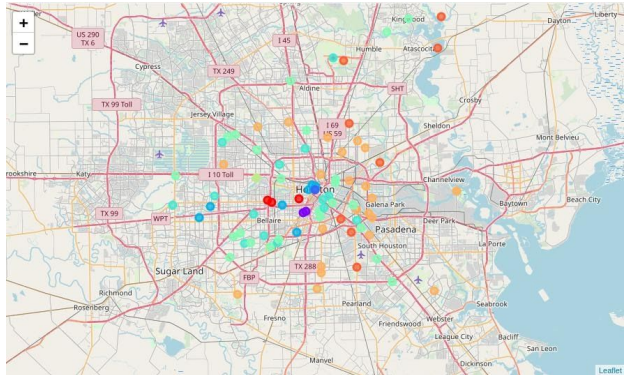 +
−
US 290
TX 6
I 45
Kingwood
Liberty
Dayton
Humble
Atascocita
Cypress
TX 249
Aldine
SHT
TX 99 Toll
Crosby
Jersey Village
I 69
US 59
Sheldon
Mont Belvieu
rookshire
Katy
I 10 Toll
Channelview
Houston
Baytown
Beach City
TX 99
WPT
Bellaire
Galena Park
Deer Park
Pasadena
La Porte
South Houston
Sugar Land
TX 288
FBP
Richmond
Rosenberg
Pearland
Seabrook
Fresno
Friendswood
Webster
League City
Bacliff
San Leon
Manvel
Dickinson
Leaflet